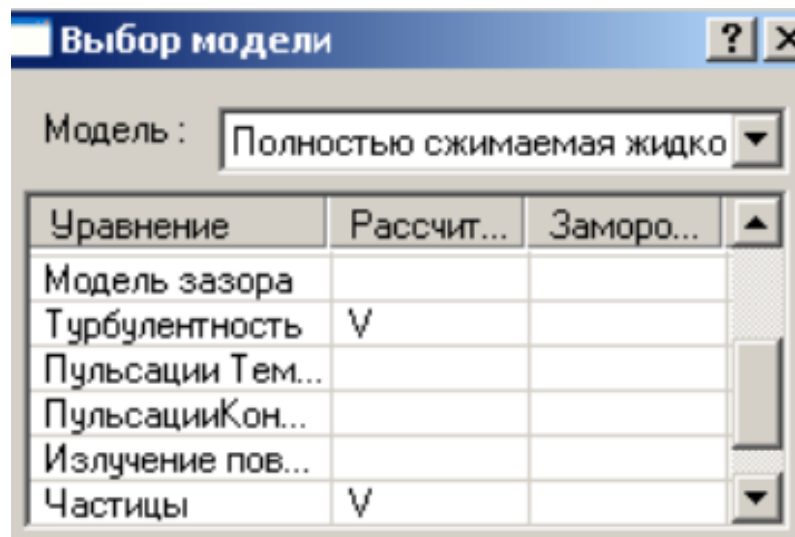 Выбор модели ? X
Модель : Полностью сжимаемая жидко
Уравнение Рассчит... Заморо...
Модель зазора
Турбулентность V
Пульсации Тем...
ПульсацииКон...
Излучение пов...
Частицы V